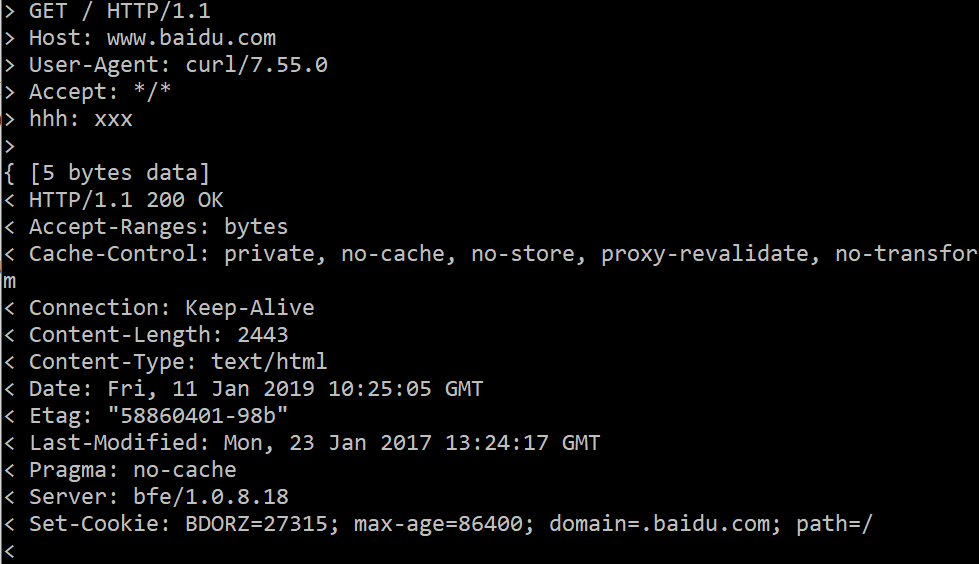 > GET / HTTP/1.1
> Host: www.baidu.com
> User-Agent: curl/7.55.0
> Accept: */*
> hhh: xxx
>
{ [5 bytes data]
< HTTP/1.1 200 OK
< Accept-Ranges: bytes
< Cache-Control: private, no-cache, no-store, proxy-revalidate, no-transfor
m
< Connection: Keep-Alive
< Content-Length: 2443
< Content-Type: text/html
< Date: Fri, 11 Jan 2019 10:25:05 GMT
< Etag: "58860401-98b"
< Last-Modified: Mon, 23 Jan 2017 13:24:17 GMT
< Pragma: no-cache
< Server: bfe/1.0.8.18
< Set-Cookie: BDORZ=27315; max-age=86400; domain=.baidu.com; path=/
<